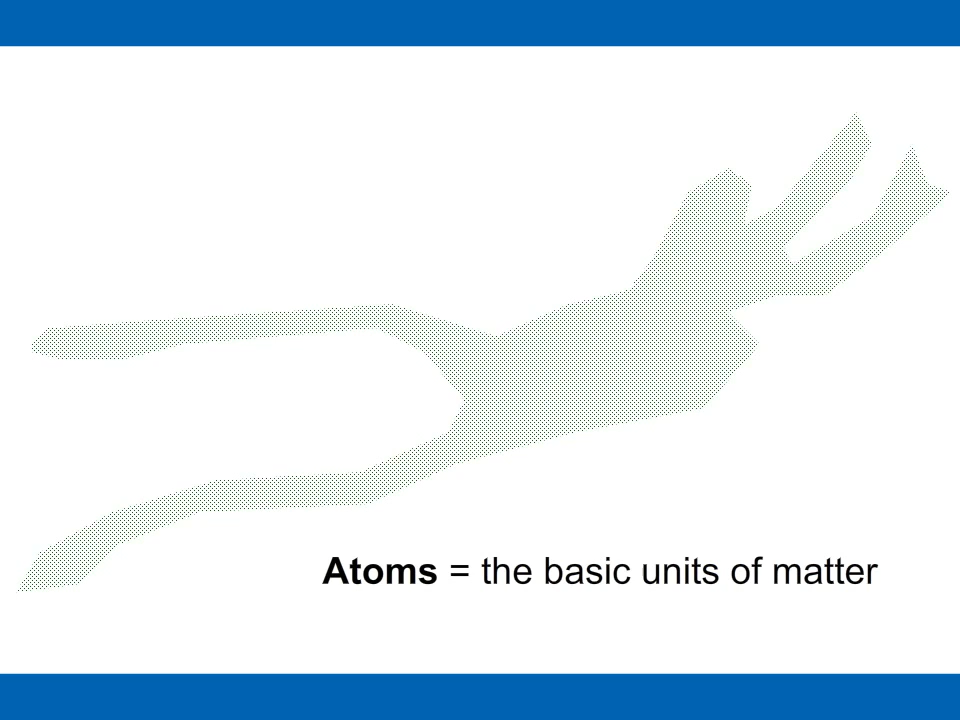 Atoms = the basic units of matter